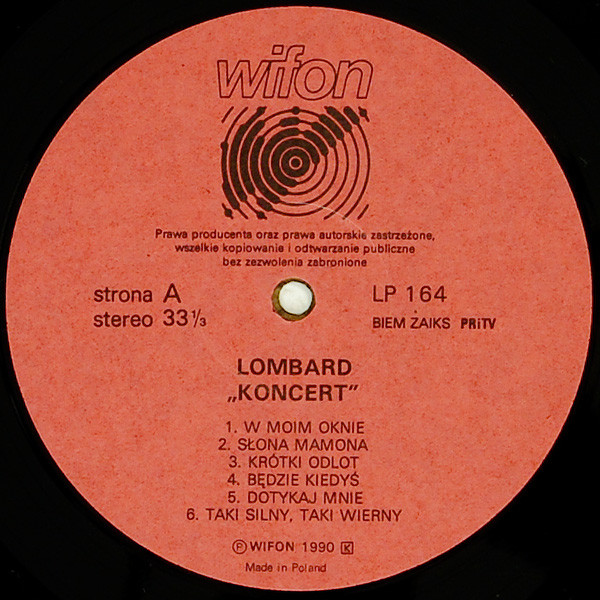 wifon
Prawa producenta oraz prawa autorskie zastrzeżone,
wszelkie kopiowanie i odtwarzanie publiczne
bez zezwolenia zabronione
strona A
stereo 33 1/3
LP 164
BIEM ZAIKS PRiTV
LOMBARD
„KONCERT”
1. W MOIM OKNIE
2. SŁONA MAMONA
3. KRÓTKI ODLOT
4. BĘDZIE KIEDYŚ
5. DOTYKAJ MNIE
6. TAKI SILNY, TAKI WIERNY
Ⓟ WIFON 1990 K
Made in Poland